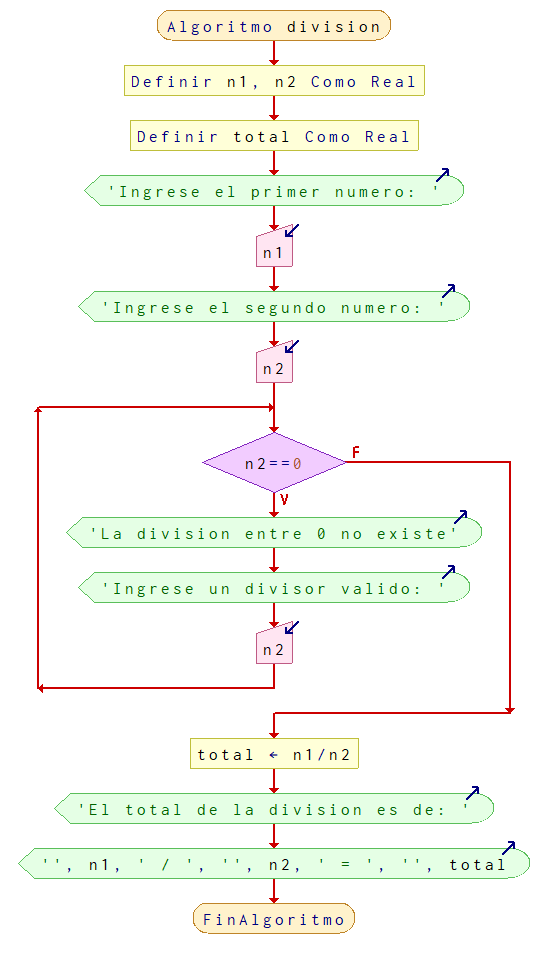 Algoritmo division
Definir n1, n2 Como Real
Definir total Como Real
'Ingrese el primer numero: '
n1
'Ingrese el segundo numero: '
n2
n2==0
F
V
'La division entre 0 no existe'
'Ingrese un divisor valido: '
n2
total ← n1/n2
'El total de la division es de: '
'', n1, ' / ', '', n2, ' = ', '', total
FinAlgoritmo